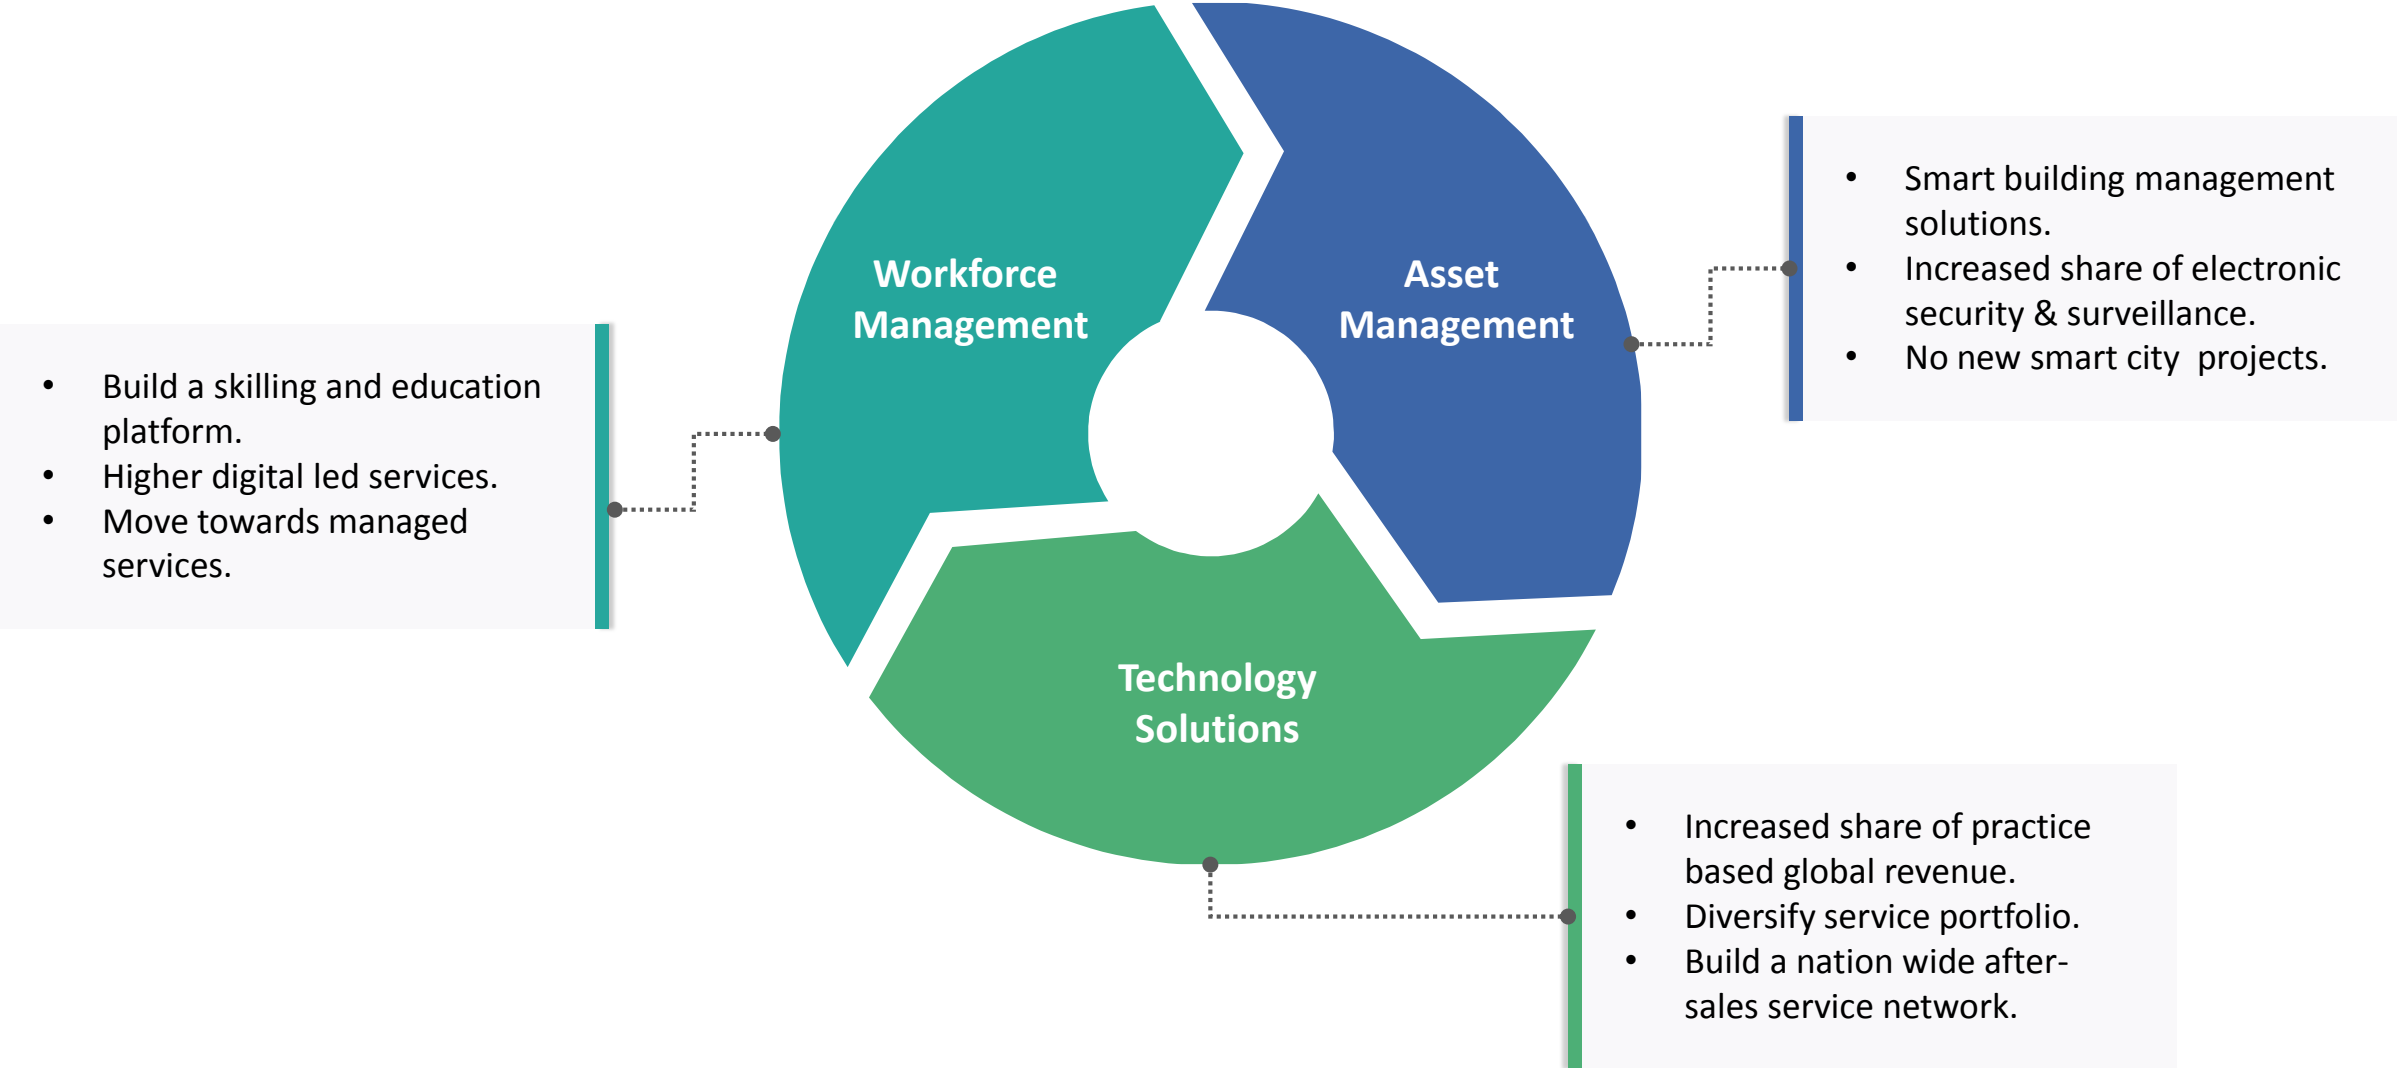 Workforce
Management
Asset
Management
Technology
Solutions
• Build a skilling and education
platform.
• Higher digital led services.
• Move towards managed
services.
• Smart building management
solutions.
• Increased share of electronic
security & surveillance.
• No new smart city  projects.
• Increased share of practice
based global revenue.
• Diversify service portfolio.
• Build a nation wide after-
sales service network.